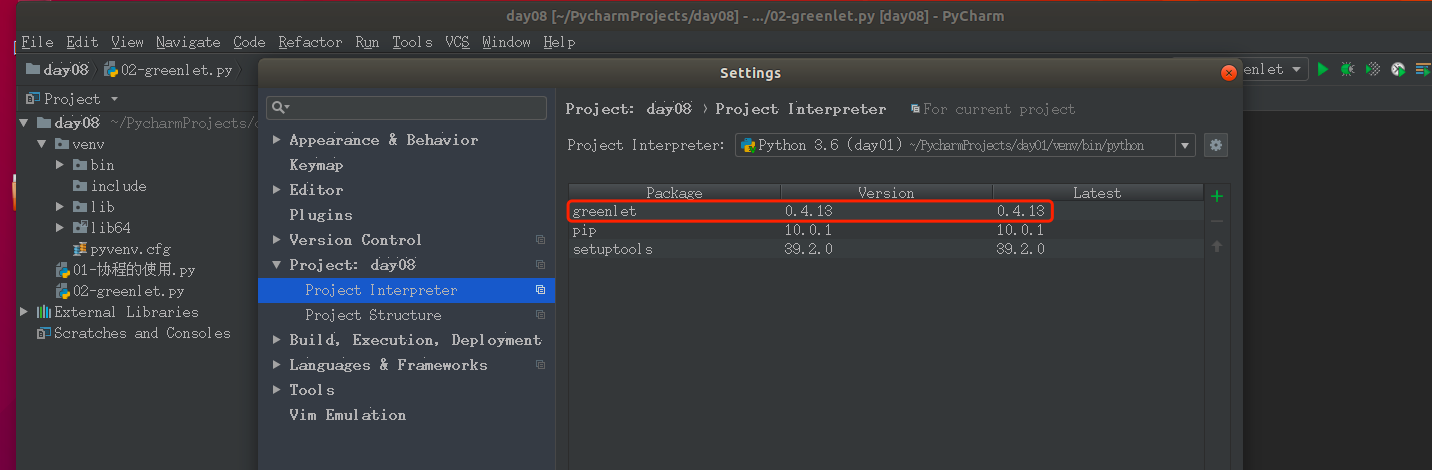 day08 [~/PycharmProjects/day08] - .../02-greenlet.py [day08] - PyCharm
File Edit View Navigate Code Refactor Run Tools VCS Window Help
day08 02-greenlet.py
enlet
Project
day08 ~/PycharmProjects/
venv
bin
include
lib
lib64
pyvenv.cfg
01-协程的使用.py
02-greenlet.py
External Libraries
Scratches and Consoles
Settings
Appearance & Behavior
Keymap
Editor
Plugins
Version Control
Project: day08
Project Interpreter
Project Structure
Build, Execution, Deployment
Languages & Frameworks
Tools
Vim Emulation
Project: day08 › Project Interpreter For current project
Project Interpreter: Python 3.6 (day01) ~/PycharmProjects/day01/venv/bin/python
Package Version Latest
greenlet 0.4.13 0.4.13
pip 10.0.1 10.0.1
setuptools 39.2.0 39.2.0